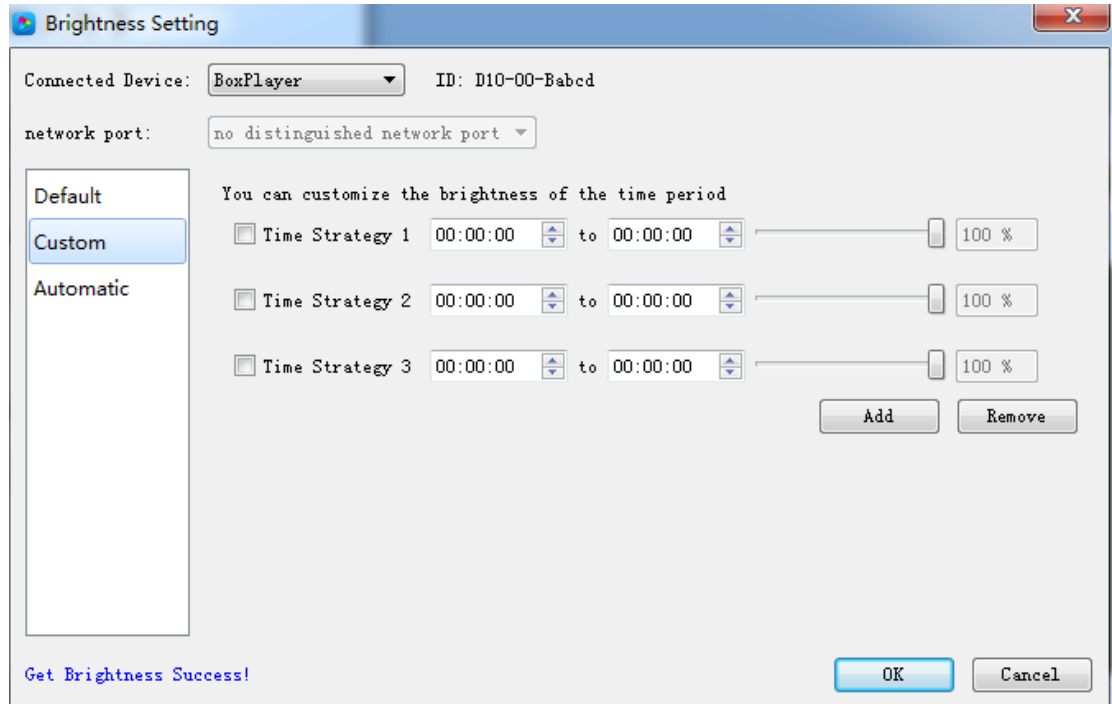 Brightness Setting
Connected Device: BoxPlayer ID: D10-00-Babcd
network port: no distinguished network port
Default
Custom
Automatic
You can customize the brightness of the time period
Time Strategy 1 00:00:00 to 00:00:00 100 %
Time Strategy 2 00:00:00 to 00:00:00 100 %
Time Strategy 3 00:00:00 to 00:00:00 100 %
Add Remove
Get Brightness Success! OK Cancel